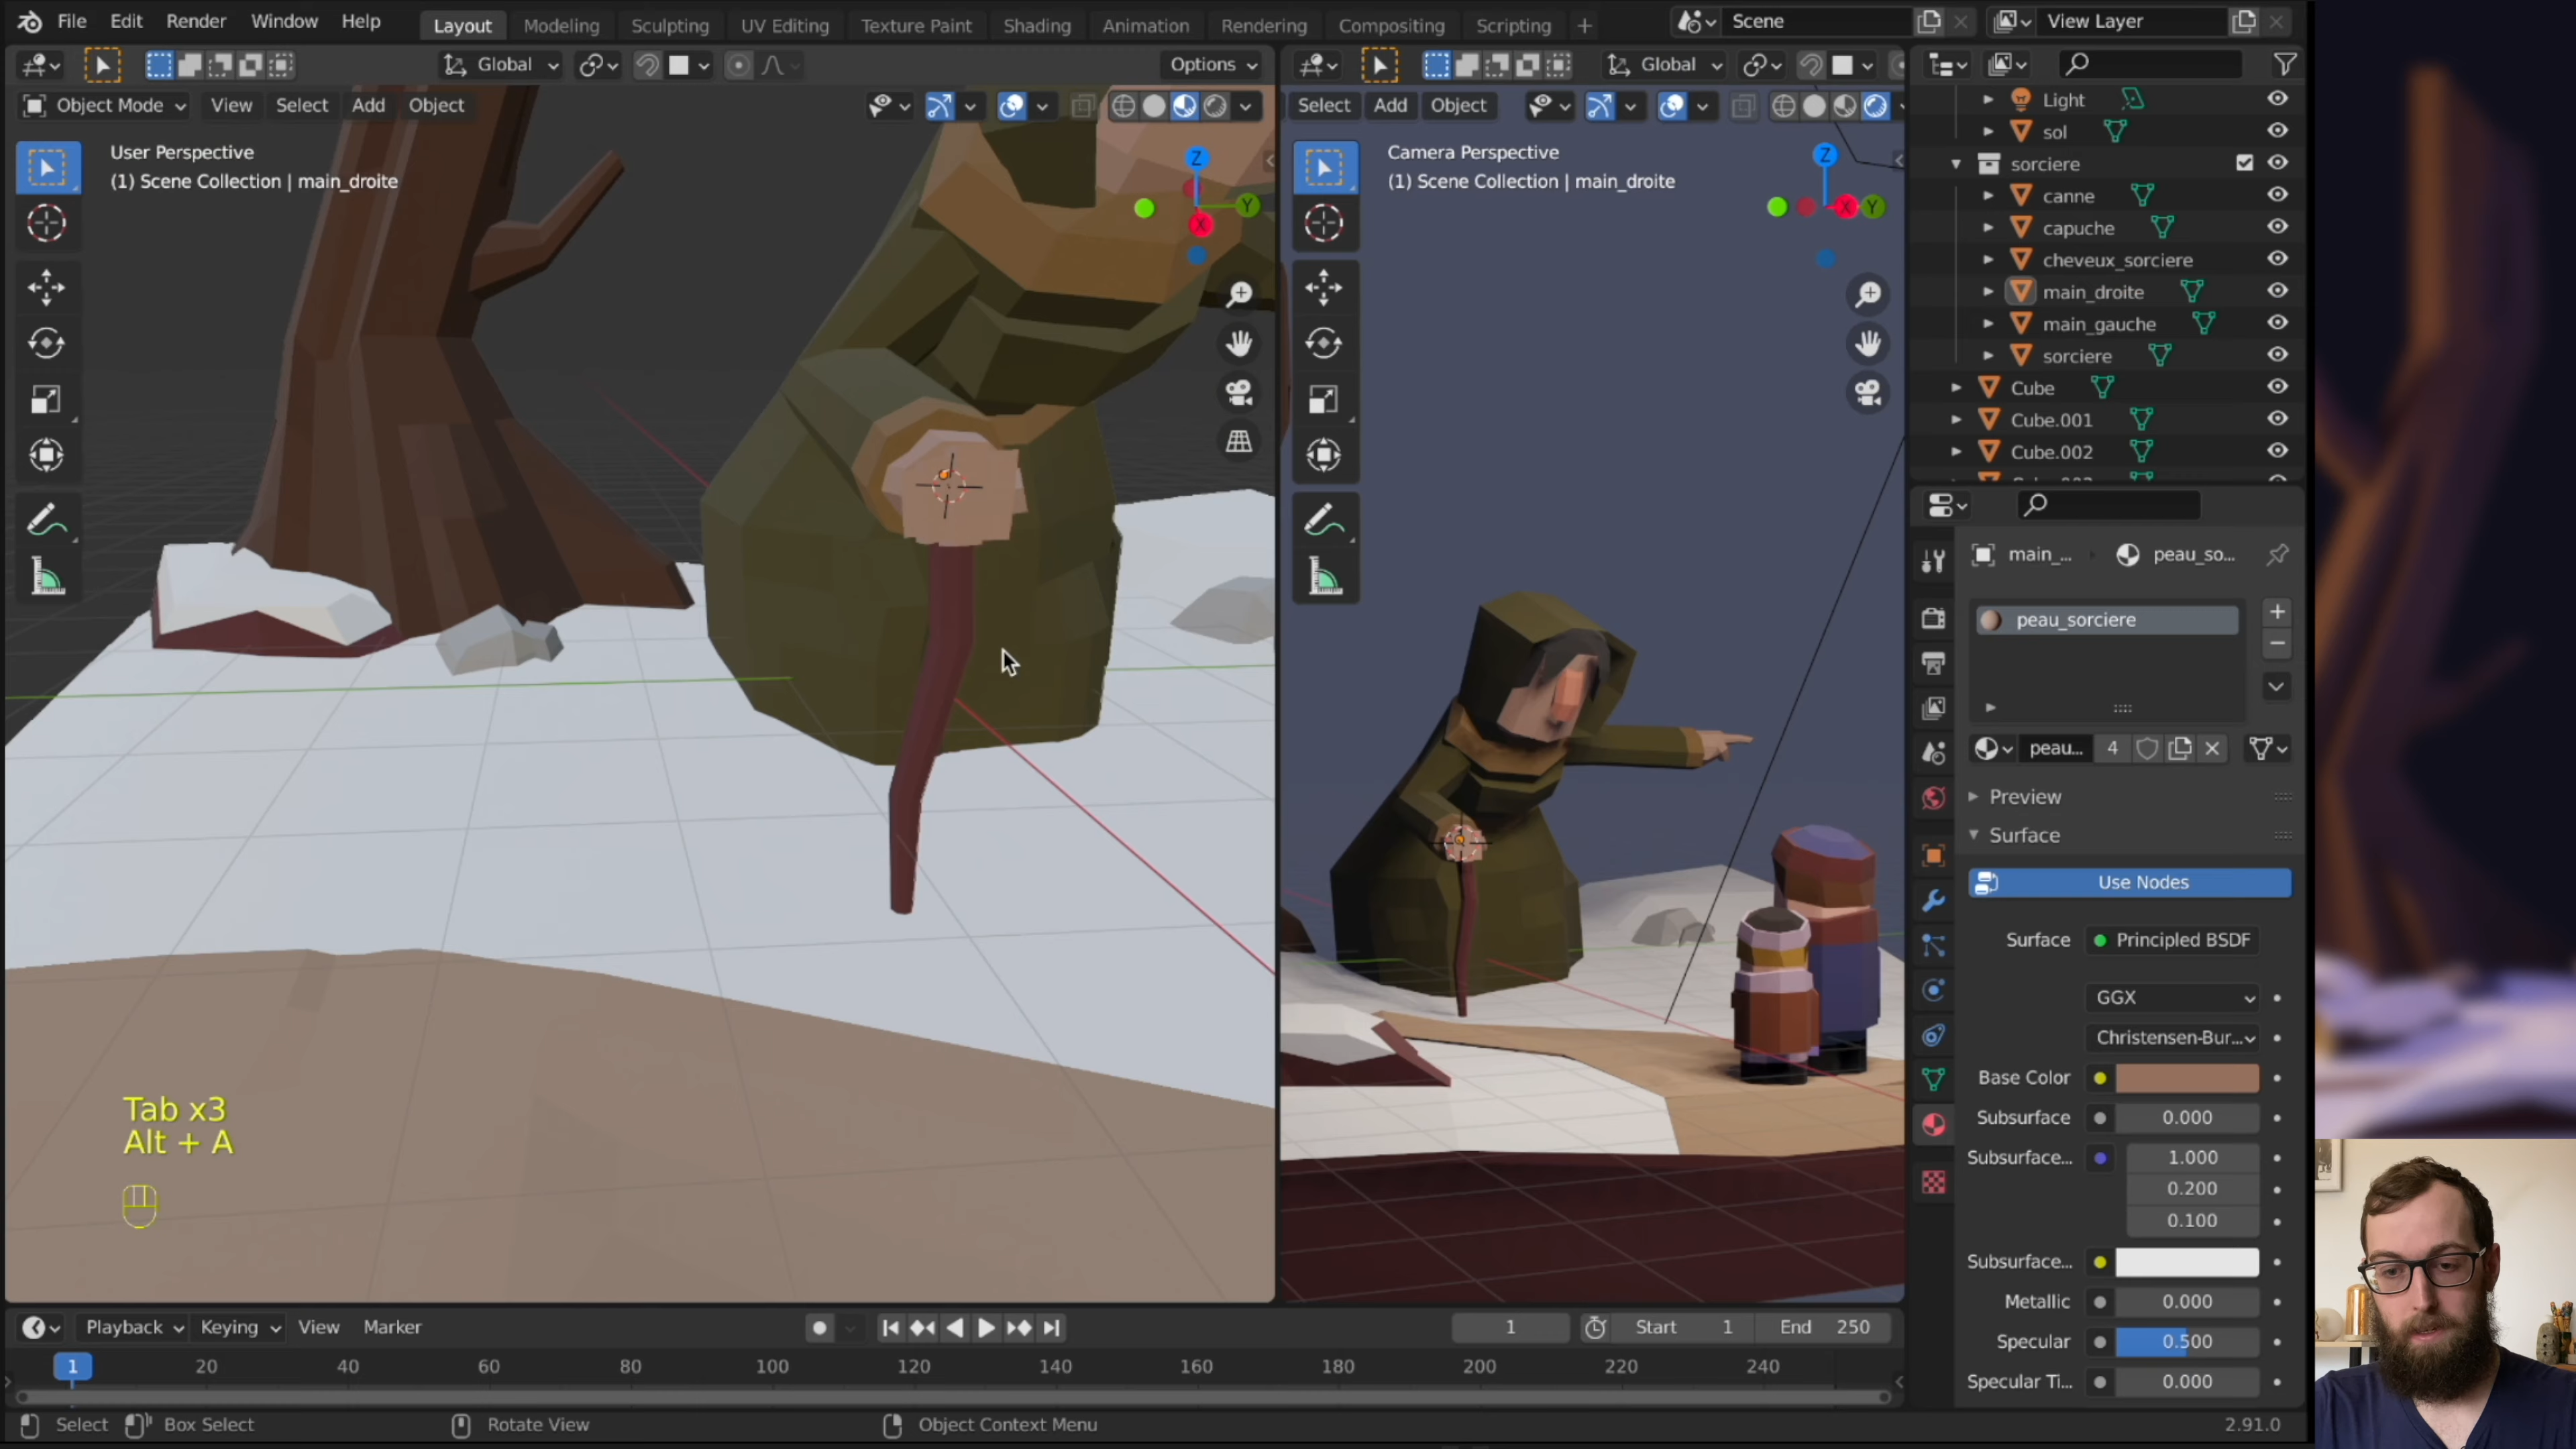 File Edit Render Window Help Layout Modeling Sculpting UV Editing Texture Paint Shading Animation Rendering Compositing Scripting + Scene View Layer
Global Options Global
Object Mode View Select Add Object Select Add Object
User Perspective
(1) Scene Collection | main_droite
Z
Y
X
Camera Perspective
(1) Scene Collection | main_droite
Z
X
Y
Light
sol
sorciere
canne
capuche
cheveux_sorciere
main_droite
main_gauche
sorciere
Cube
Cube.001
Cube.002
main_... peau_so...
peau_sorciere
peau... 4
Preview
Surface
Use Nodes
Surface Principled BSDF
GGX
Christensen-Bur...
Base Color
Subsurface 0.000
Subsurface... 1.000
0.200
0.100
Subsurface...
Metallic 0.000
Specular 0.500
Specular Ti... 0.000
Tab x3
Alt + A
Playback Keying View Marker 1 Start 1 End 250
1 20 40 60 80 100 120 140 160 180 200 220 240
Select Box Select Rotate View Object Context Menu 2.91.0